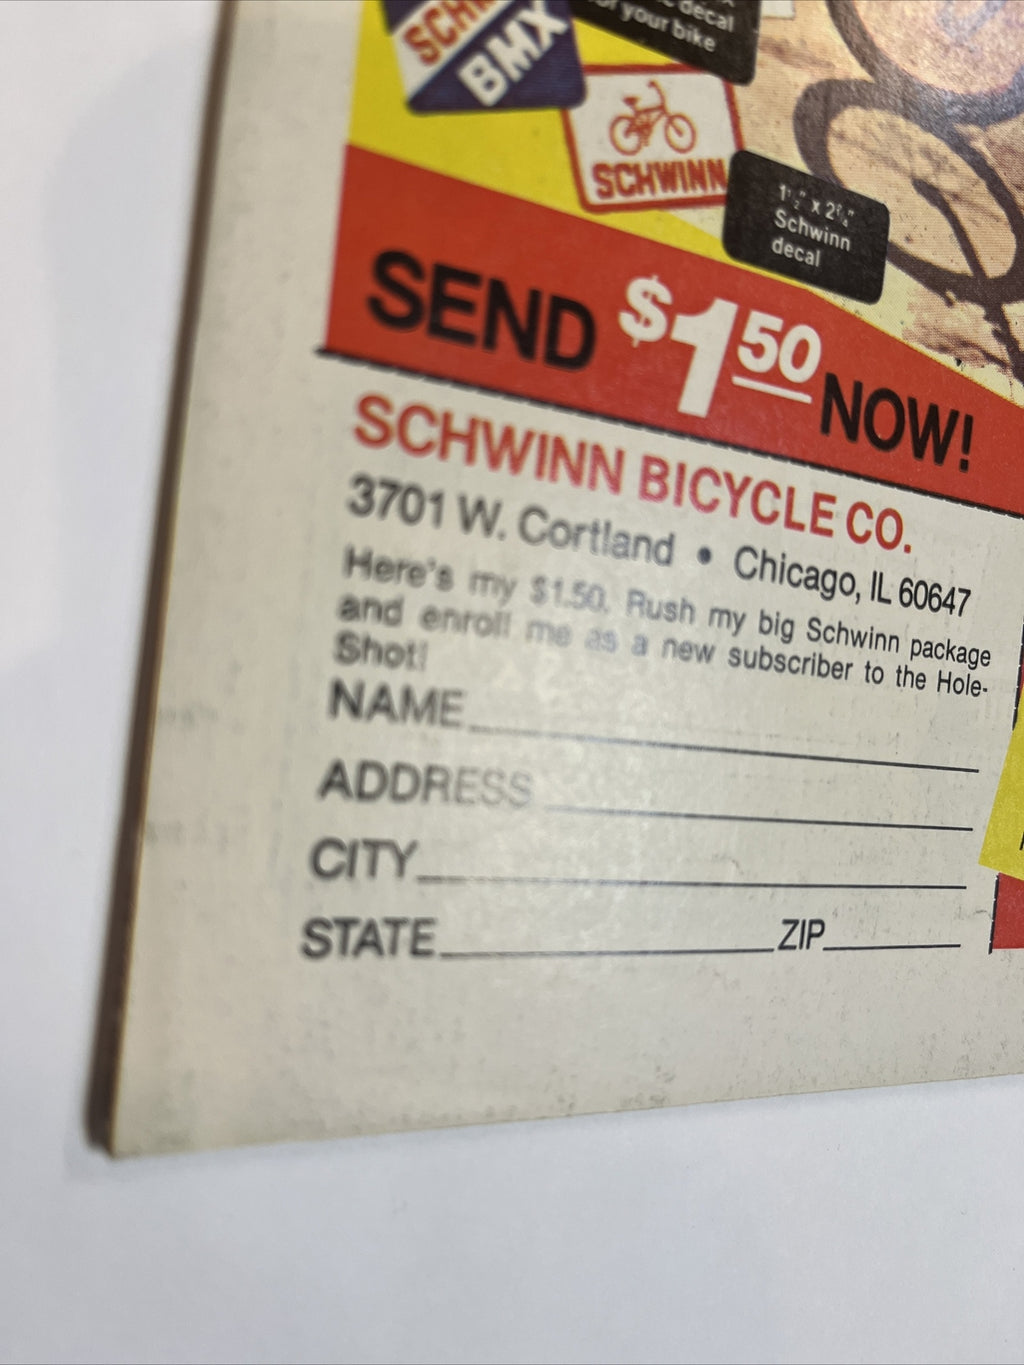 SCHWINN
BMX
decal
your bike
SCHWINN
1½" x 2¼"
Schwinn
decal
SEND $1 50 NOW!
SCHWINN BICYCLE CO.
3701 W. Cortland • Chicago, IL 60647
Here's my $1.50. Rush my big Schwinn package
and enroll me as a new subscriber to the Hole-
Shot!
NAME
ADDRESS
CITY
STATE ZIP